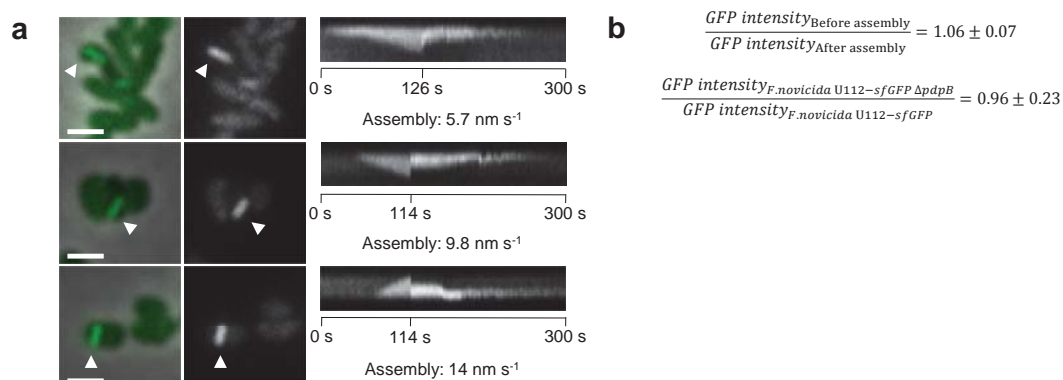 a
0 s 126 s 300 s
Assembly: 5.7 nm s-1
0 s 114 s 300 s
Assembly: 9.8 nm s-1
0 s 114 s 300 s
Assembly: 14 nm s-1
b
GFP intensityBefore assembly
GFP intensityAfter assembly
= 1.06 ± 0.07
GFP intensityF.novicida U112−sfGFP ΔpdpB
GFP intensityF.novicida U112−sfGFP
= 0.96 ± 0.23